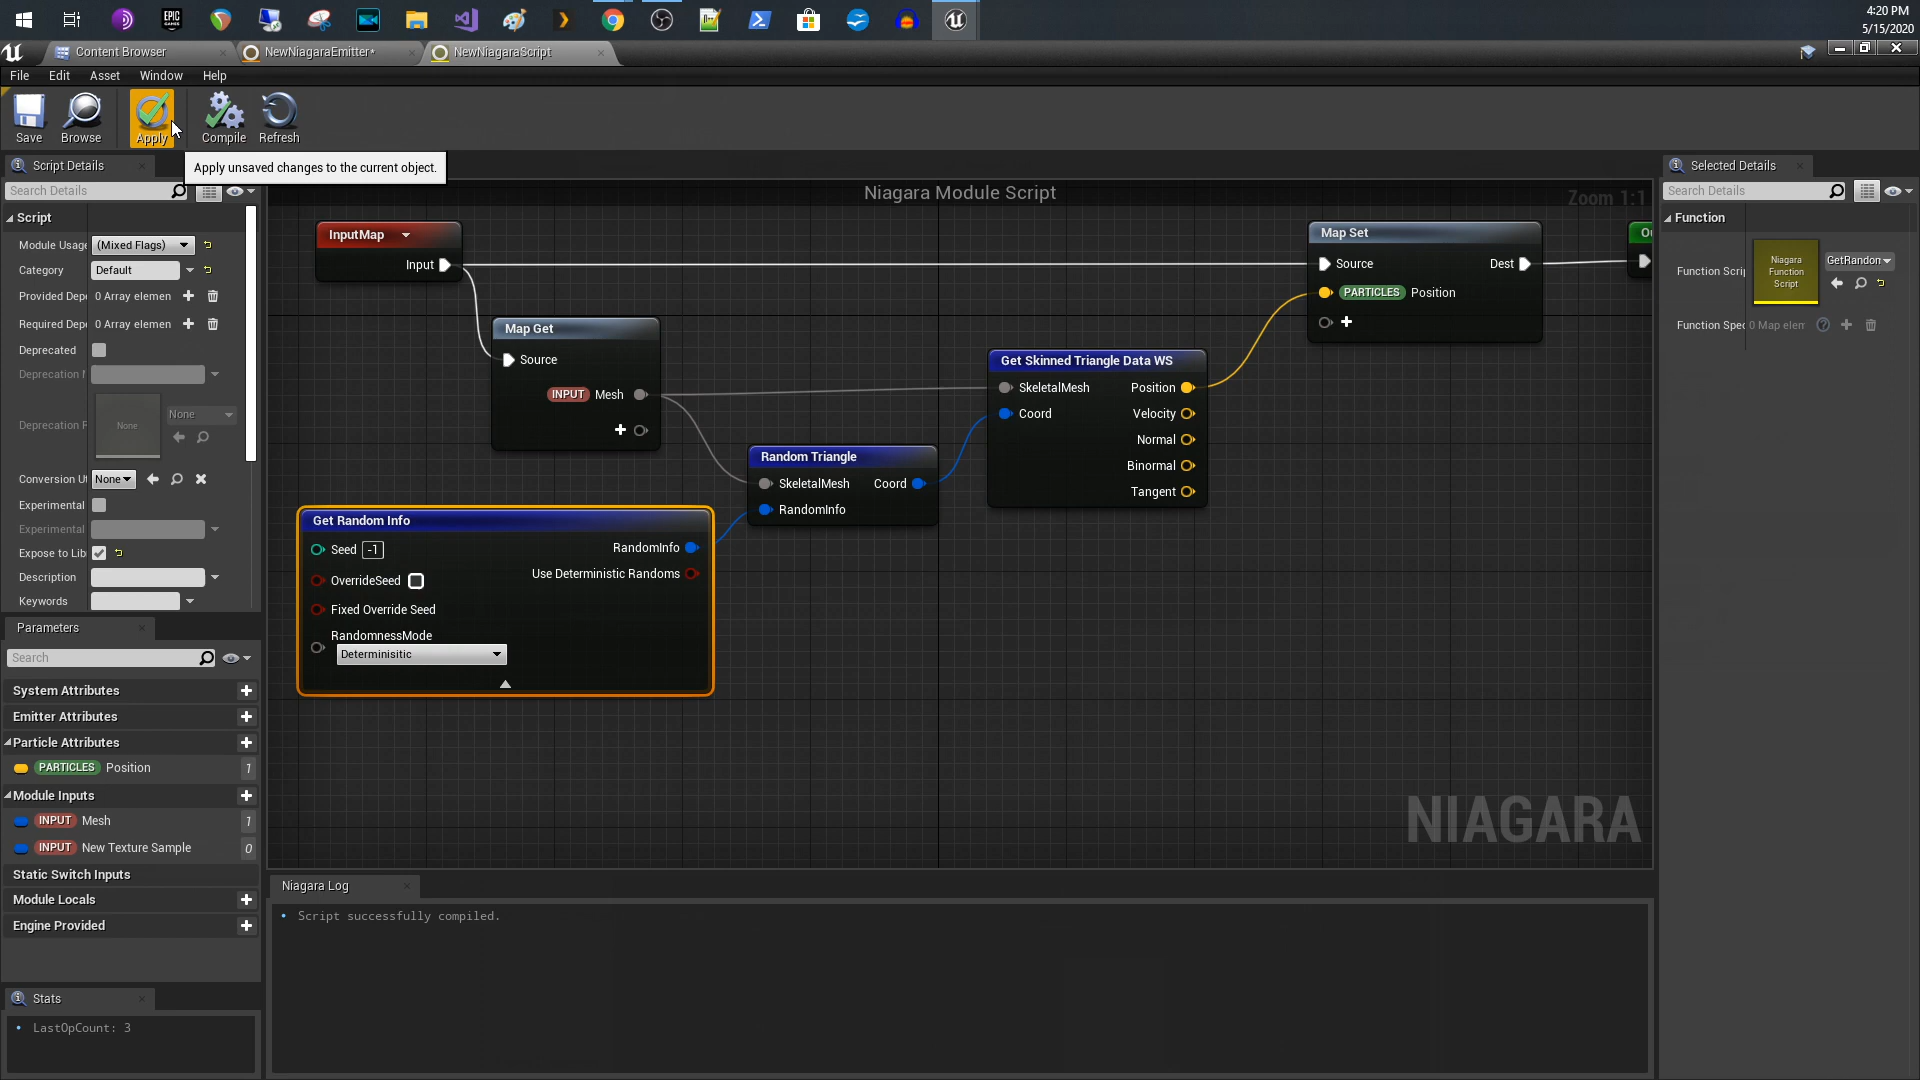 4:20 PM
5/15/2020
EPIC
GAMES
Content Browser
NewNiagaraEmitter*
NewNiagaraScript
File Edit Asset Window Help
Save
Browse
Apply
Compile
Refresh
Apply unsaved changes to the current object.
Script Details
Search Details
Script
Module Usage (Mixed Flags)
Category Default
Provided Depe 0 Array elemen
Required Depe 0 Array elemen
Deprecated
Deprecation M
Deprecation R None None
Conversion Ut None
Experimental
Experimental
Expose to Lib
Description
Keywords
Parameters
Search
System Attributes
Emitter Attributes
Particle Attributes
PARTICLES Position 1
Module Inputs
INPUT Mesh 1
INPUT New Texture Sample 0
Static Switch Inputs
Module Locals
Engine Provided
Stats
LastOpCount: 3
Niagara Module Script
Zoom 1:1
InputMap
Input
Map Get
Source
INPUT Mesh
Get Random Info
Seed -1
RandomInfo
OverrideSeed
Use Deterministic Randoms
Fixed Override Seed
RandomnessMode
Determinisitic
Random Triangle
SkeletalMesh Coord
RandomInfo
Get Skinned Triangle Data WS
SkeletalMesh Position
Coord Velocity
Normal
Binormal
Tangent
Map Set
Source Dest
PARTICLES Position
NIAGARA
Niagara Log
Script successfully compiled.
Selected Details
Search Details
Function
Function Scrip
Niagara
Function
Script
GetRandom
Function Spec 0 Map elem